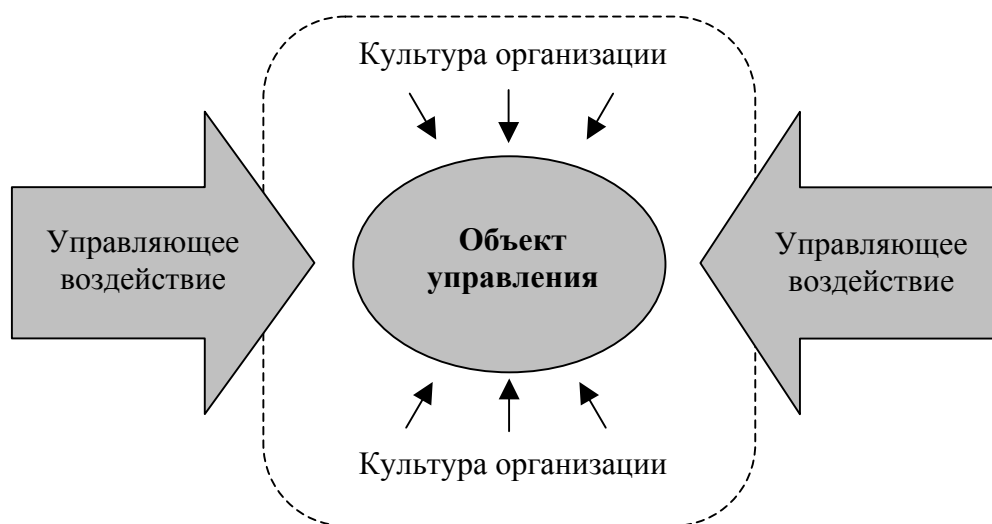 Культура организации
Управляющее
воздействие
Объект
управления
Управляющее
воздействие
Культура организации